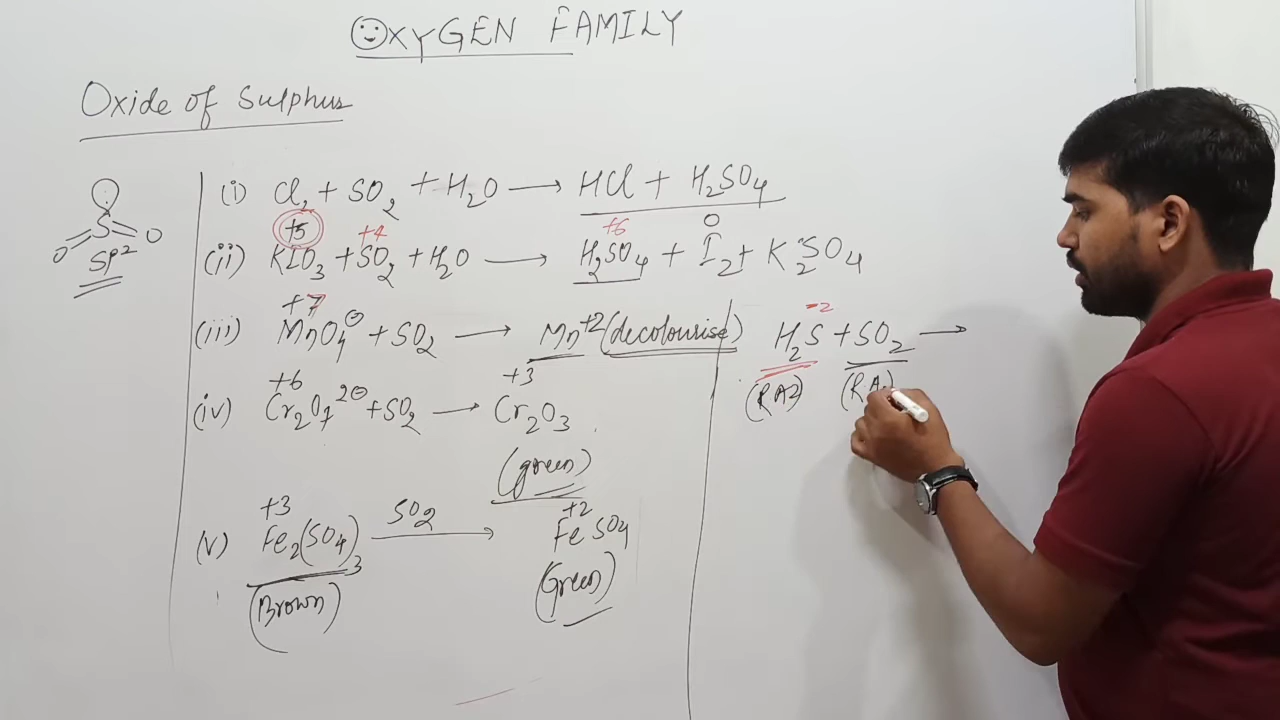 OXYGEN FAMILY
Oxide of Sulphur
S
O O
SP²
(i) Cl₂ + SO₂ + H₂O ⟶ HCl + H₂SO₄
+5 +4 +6 0
(ii) KIO₃ + SO₂ + H₂O ⟶ H₂SO₄ + I₂ + K₂SO₄
+7
(iii) MnO₄⊖ + SO₂ ⟶ Mn⁺² (decolourise)
+6 +3
(iv) Cr₂O₇²⊖ + SO₂ ⟶ Cr₂O₃
(green)
+3 SO₂ +2
(v) Fe₂(SO₄)₃ ⟶ FeSO₄
(Brown) (Green)
-2
H₂S + SO₂ ⟶
(RA) (RA)